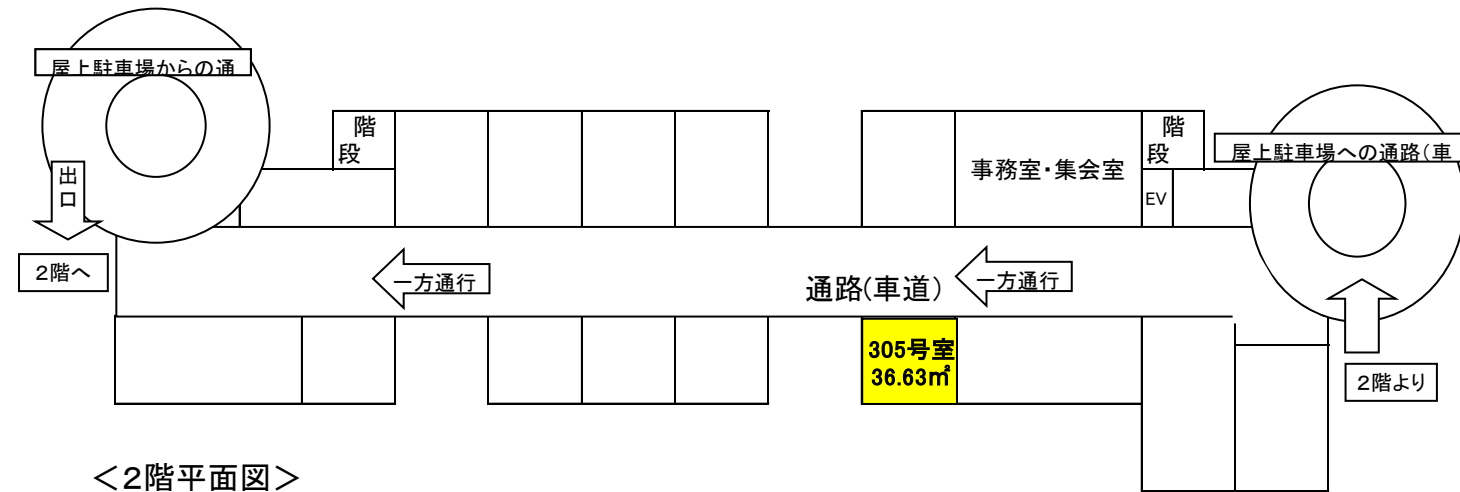 屋上駐車場からの通
階
段
階
段
屋上駐車場への通路(車
事務室・集会室
出
口
EV
2階へ
一方通行
通路(車道)
一方通行
305号室
36.63㎡
2階より
＜2階平面図＞